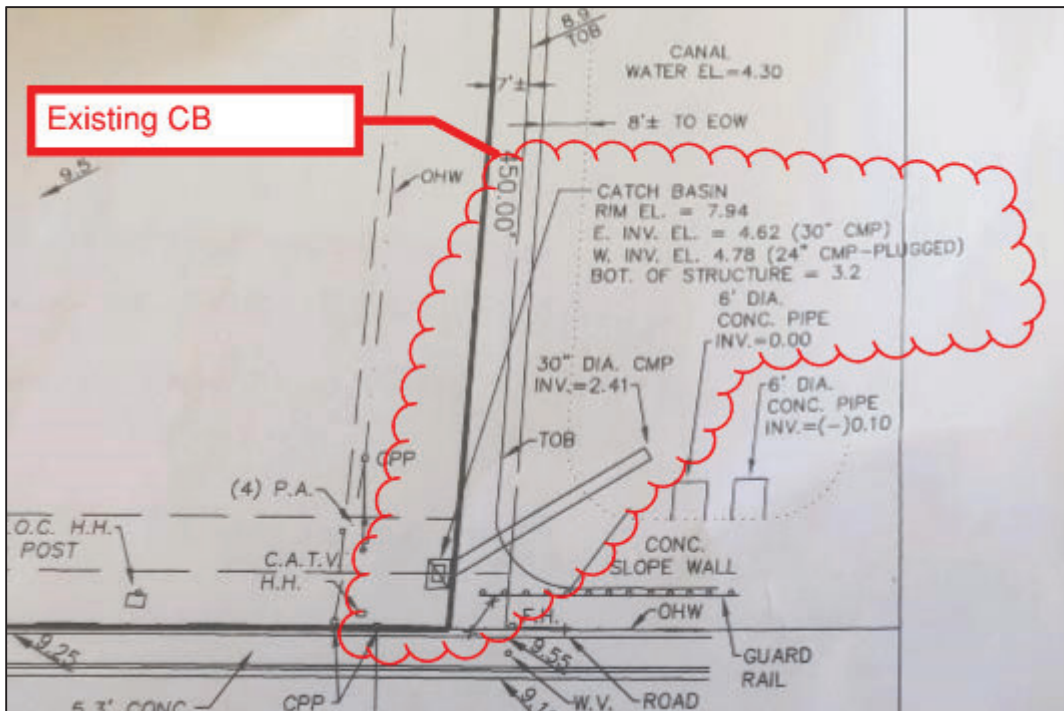 8.9
TOB
CANAL
WATER EL.=4.30
7'±
8'± TO EOW
Existing CB
9.5
OHW
450.00'
CATCH BASIN
RIM EL. = 7.94
E. INV. EL. = 4.62 (30" CMP)
W. INV. EL. 4.78 (24" CMP-PLUGGED)
BOT. OF STRUCTURE = 3.2
6' DIA.
CONC. PIPE
INV.=0.00
30" DIA. CMP
INV.=2.41
6' DIA.
CONC. PIPE
INV.=(-)0.10
TOB
CPP
(4) P.A.
.O.C. H.H.
POST
C.A.T.V.
H.H.
CONC.
SLOPE WALL
OHW
F.H.
9.25
9.55
GUARD
RAIL
5.3' CONC
CPP
W.V.
ROAD